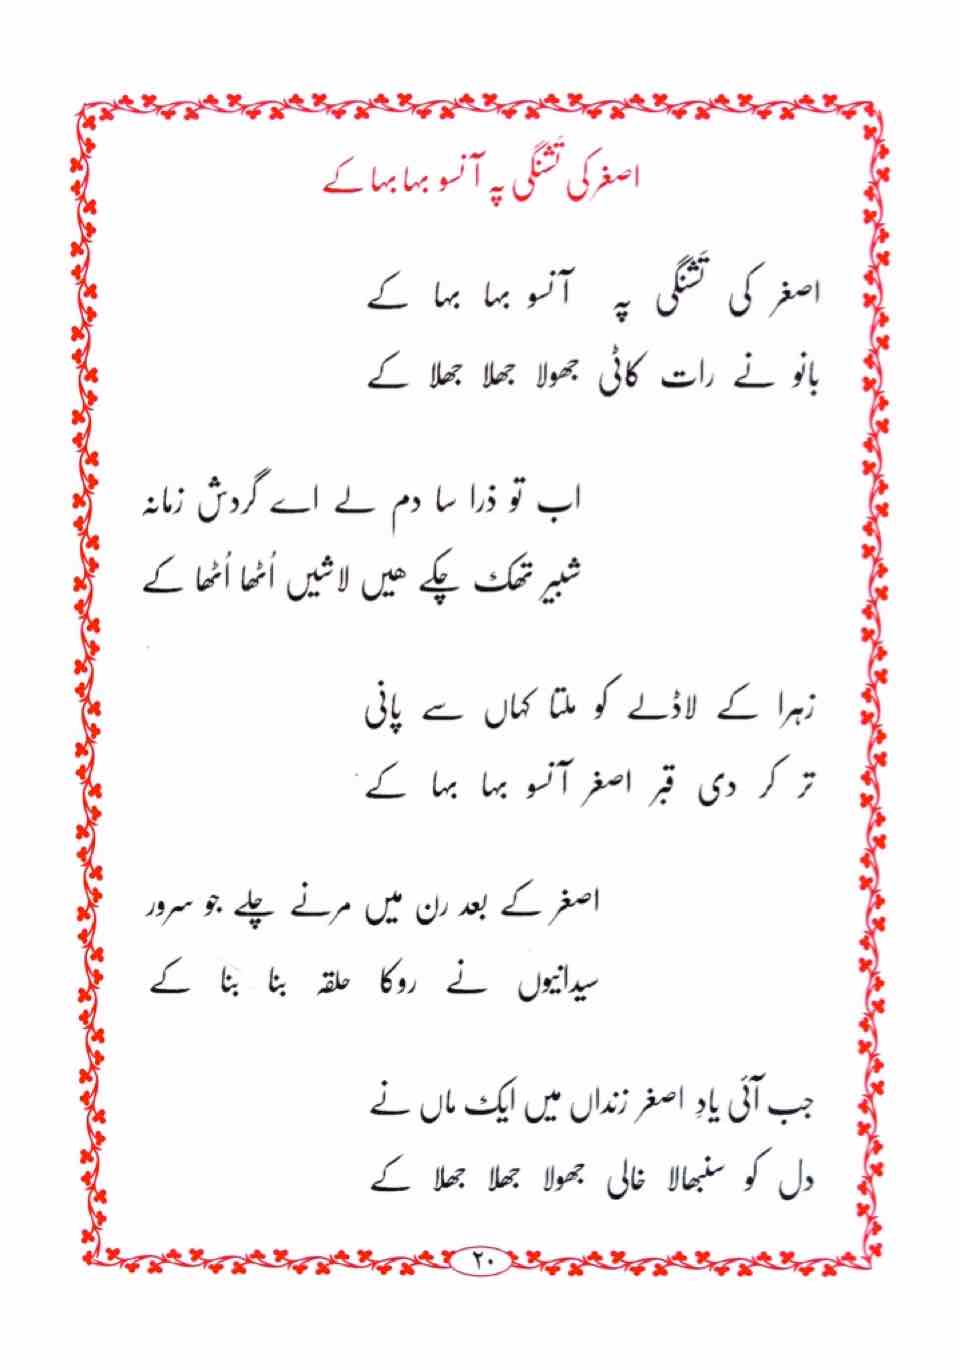 اصغر کی تَشنگی پہ آنسو بہا بہا کے
اصغر کی تَشنگی پہ آنسو بہا بہا کے
بانو نے رات کاٹی جھولا جھلا جھلا کے
اب تو ذرا سا دم لے اے گردش زمانہ
شبیر تھک چکے ھیں لاشیں اُٹھا اُٹھا کے
زہرا کے لاڈلے کو ملتا کہاں سے پانی
تر کر دی قبر اصغر آنسو بہا بہا کے
اصغر کے بعد رن میں مرنے چلے جو سرور
سیدانیوں نے روکا حلقہ بنا بنا کے
جب آئی یادِ اصغر زنداں میں ایک ماں نے
دل کو سنبھالا خالی جھولا جھلا جھلا کے
۲۰